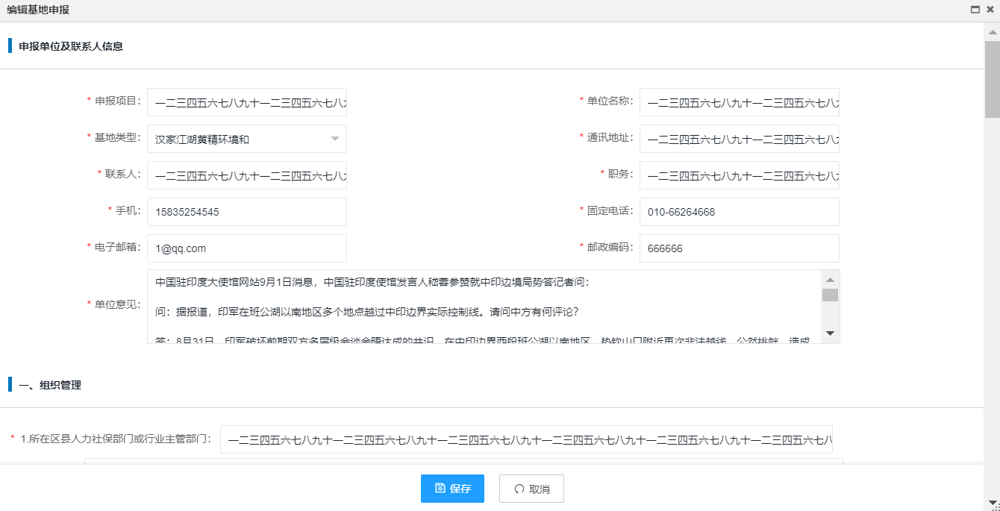 编辑基地申报
申报单位及联系人信息
* 申报项目: 一二三四五六七八九十一二三四五六七八九
* 单位名称: 一二三四五六七八九十一二三四五六七八九
* 基地类型: 汉家江湖黄精环境和
* 通讯地址: 一二三四五六七八九十一二三四五六七八九
* 联系人: 一二三四五六七八九十一二三四五六七八九
* 职务: 一二三四五六七八九十一二三四五六七八九
* 手机: 15835254545
* 固定电话: 010-66264668
* 电子邮箱: 1@qq.com
* 邮政编码: 666666
* 单位意见: 中国驻印度大使馆网站9月1日消息，中国驻印度使馆发言人嵇蓉参赞就中印边境局势答记者问：
问：据报道，印军在班公湖以南地区多个地点越过中印边界实际控制线。请问中方有何评论？
答：8月31日，印军破坏前期双方多层级会谈会晤达成的共识，在中印边界西段班公湖以南地区、热钦山口附近再次非法越线，公然挑衅，造成
一、组织管理
* 1.所在区县人力社保部门或行业主管部门: 一二三四五六七八九十一二三四五六七八九十一二三四五六七八九十一二三四五六七八九十一二三四五六七八九十一二三四五六七八
保存
取消